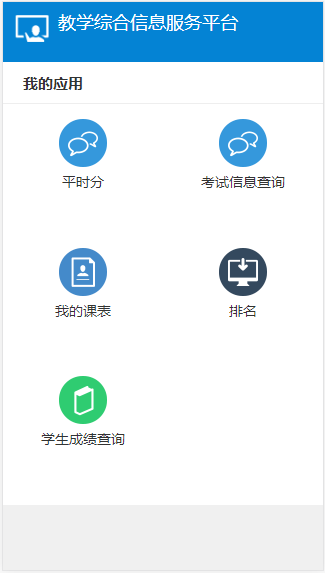 教学综合信息服务平台
我的应用
平时分
考试信息查询
我的课表
排名
学生成绩查询